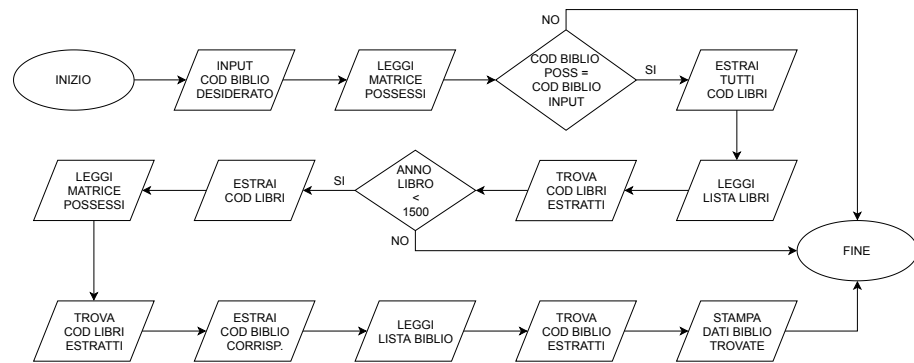 NO
INIZIO
INPUT
COD BIBLIO
DESIDERATO
LEGGI
MATRICE
POSSESSI
COD BIBLIO
POSS =
COD BIBLIO
INPUT
SI
ESTRAI
TUTTI
COD LIBRI
LEGGI
LISTA LIBRI
TROVA
COD LIBRI
ESTRATTI
ANNO
LIBRO
<
1500
SI
NO
ESTRAI
COD LIBRI
LEGGI
MATRICE
POSSESSI
FINE
TROVA
COD LIBRI
ESTRATTI
ESTRAI
COD BIBLIO
CORRISP.
LEGGI
LISTA BIBLIO
TROVA
COD BIBLIO
ESTRATTI
STAMPA
DATI BIBLIO
TROVATE